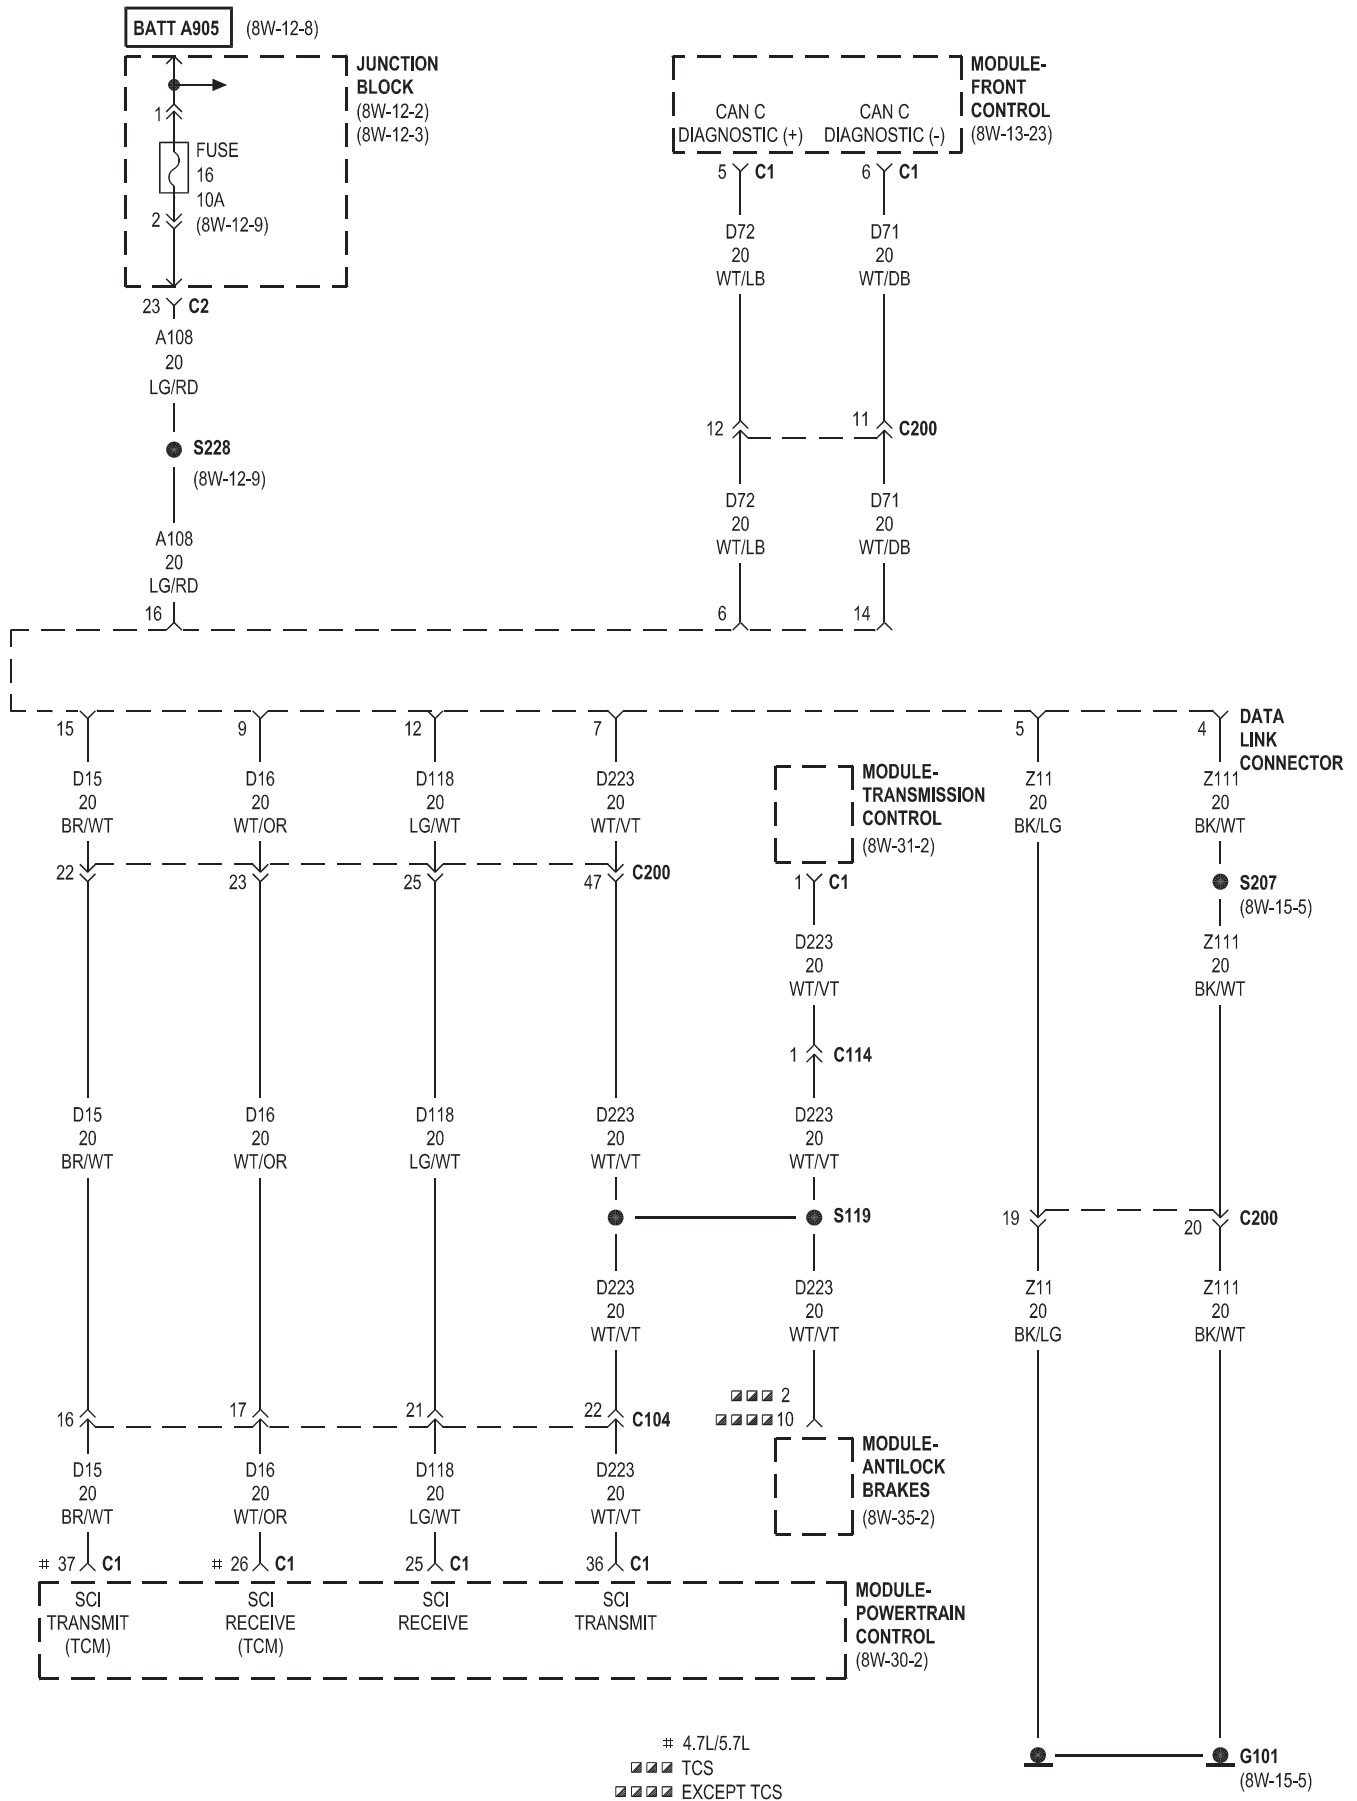 BATT A905 (8W-12-8)
JUNCTION
BLOCK
(8W-12-2)
(8W-12-3)
1
FUSE
16
10A
(8W-12-9)
2
23 C2
A108
20
LG/RD
S228
(8W-12-9)
A108
20
LG/RD
16
MODULE-
FRONT
CONTROL
(8W-13-23)
CAN C
DIAGNOSTIC (+)
CAN C
DIAGNOSTIC (-)
5 C1
6 C1
D72
20
WT/LB
D71
20
WT/DB
12
11 C200
D72
20
WT/LB
D71
20
WT/DB
6
14
15
9
12
7
5
4
DATA
LINK
CONNECTOR
D15
20
BR/WT
D16
20
WT/OR
D118
20
LG/WT
D223
20
WT/VT
MODULE-
TRANSMISSION
CONTROL
(8W-31-2)
Z11
20
BK/LG
Z111
20
BK/WT
22
23
25
47 C200
1 C1
S207
(8W-15-5)
D223
20
WT/VT
Z111
20
BK/WT
1 C114
D15
20
BR/WT
D16
20
WT/OR
D118
20
LG/WT
D223
20
WT/VT
D223
20
WT/VT
S119
19
20 C200
D223
20
WT/VT
D223
20
WT/VT
Z11
20
BK/LG
Z111
20
BK/WT
2
10
16
17
21
22 C104
MODULE-
ANTILOCK
BRAKES
(8W-35-2)
D15
20
BR/WT
D16
20
WT/OR
D118
20
LG/WT
D223
20
WT/VT
# 37 C1
# 26 C1
25 C1
36 C1
SCI
TRANSMIT
(TCM)
SCI
RECEIVE
(TCM)
SCI
RECEIVE
SCI
TRANSMIT
MODULE-
POWERTRAIN
CONTROL
(8W-30-2)
# 4.7L/5.7L
TCS
EXCEPT TCS
G101
(8W-15-5)